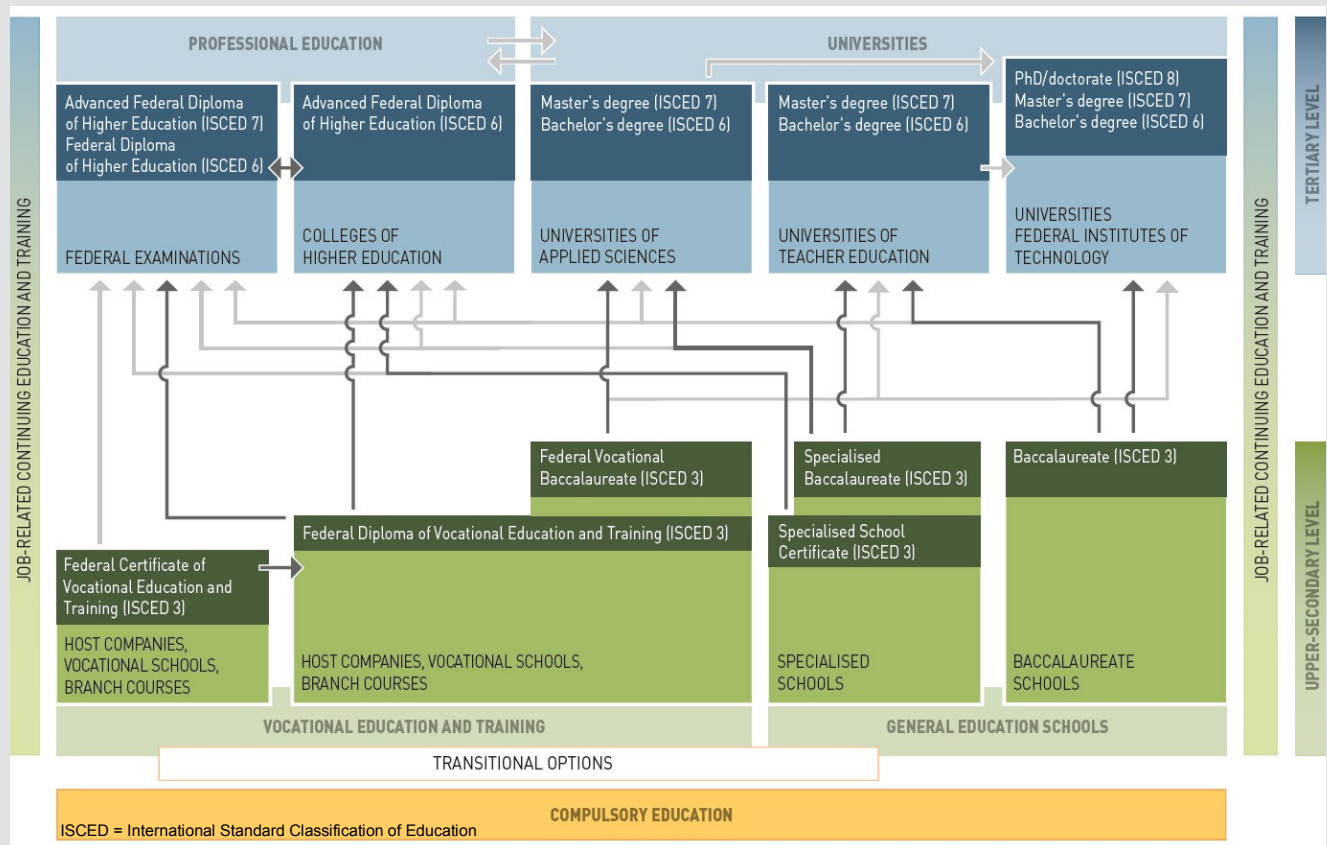 PROFESSIONAL EDUCATION
UNIVERSITIES
Advanced Federal Diploma
of Higher Education (ISCED 7)
Federal Diploma
of Higher Education (ISCED 6)
FEDERAL EXAMINATIONS
Advanced Federal Diploma
of Higher Education (ISCED 6)
COLLEGES OF
HIGHER EDUCATION
Master's degree (ISCED 7)
Bachelor's degree (ISCED 6)
UNIVERSITIES OF
APPLIED SCIENCES
Master's degree (ISCED 7)
Bachelor's degree (ISCED 6)
UNIVERSITIES OF
TEACHER EDUCATION
PhD/doctorate (ISCED 8)
Master's degree (ISCED 7)
Bachelor's degree (ISCED 6)
UNIVERSITIES
FEDERAL INSTITUTES OF
TECHNOLOGY
JOB-RELATED CONTINUING EDUCATION AND TRAINING
JOB-RELATED CONTINUING EDUCATION AND TRAINING
TERTIARY LEVEL
UPPER-SECONDARY LEVEL
Federal Certificate of
Vocational Education and
Training (ISCED 3)
HOST COMPANIES,
VOCATIONAL SCHOOLS,
BRANCH COURSES
Federal Vocational
Baccalaureate (ISCED 3)
Federal Diploma of Vocational Education and Training (ISCED 3)
HOST COMPANIES, VOCATIONAL SCHOOLS,
BRANCH COURSES
Specialised
Baccalaureate (ISCED 3)
Specialised School
Certificate (ISCED 3)
SPECIALISED
SCHOOLS
Baccalaureate (ISCED 3)
BACCALAUREATE
SCHOOLS
VOCATIONAL EDUCATION AND TRAINING
GENERAL EDUCATION SCHOOLS
TRANSITIONAL OPTIONS
COMPULSORY EDUCATION
ISCED = International Standard Classification of Education